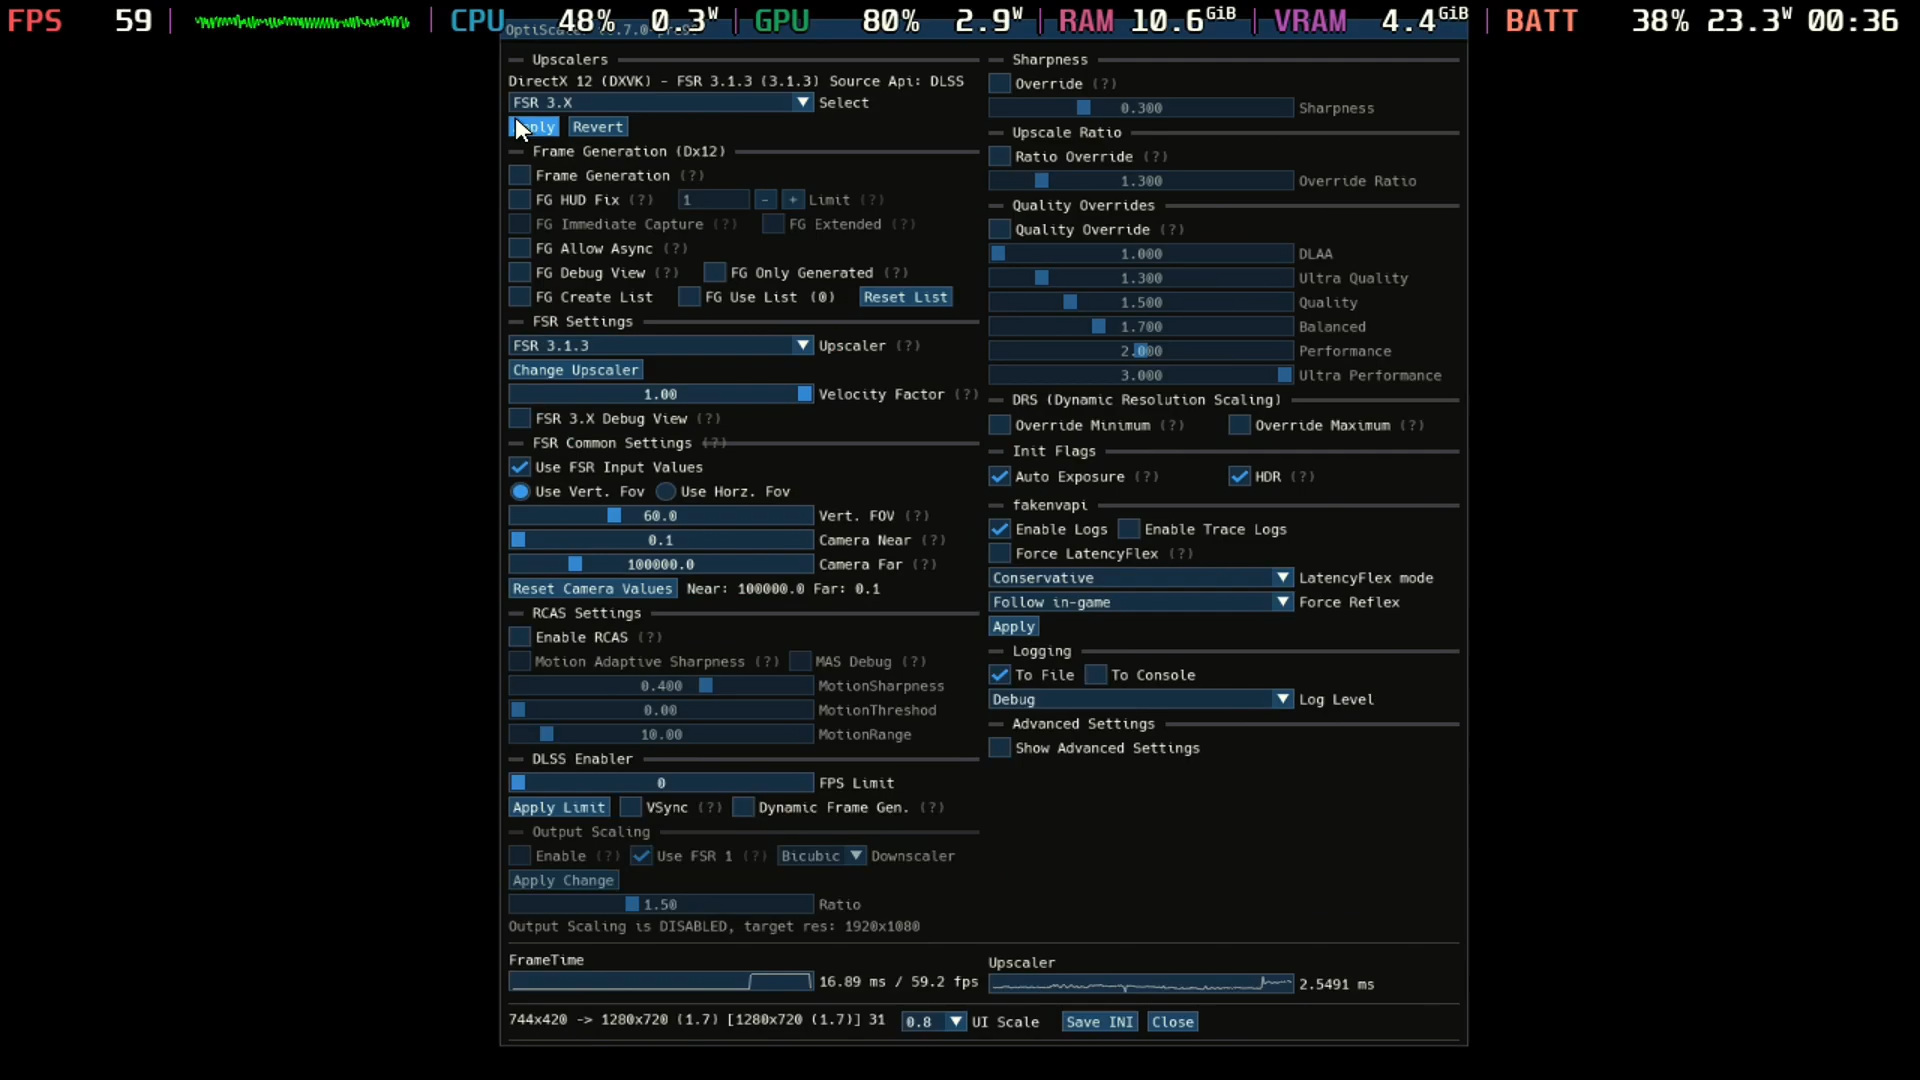 FPS 59 CPU 48% 0.3W GPU 80% 2.9W RAM 10.6GiB VRAM 4.4GiB BATT 38% 23.3W 00:36
Upscalers
DirectX 12 (DXVK) - FSR 3.1.3 (3.1.3) Source Api: DLSS
FSR 3.X Select
Revert
Frame Generation (Dx12)
Frame Generation (?)
FG HUD Fix (?) 1 - + Limit (?)
FG Immediate Capture (?) FG Extended (?)
FG Allow Async (?)
FG Debug View (?) FG Only Generated (?)
FG Create List FG Use List (0) Reset List
FSR Settings
FSR 3.1.3 Upscaler (?)
Change Upscaler
1.00 Velocity Factor (?)
FSR 3.X Debug View (?)
FSR Common Settings (?)
Use FSR Input Values
Use Vert. Fov Use Horz. Fov
60.0 Vert. FOV (?)
0.1 Camera Near (?)
100000.0 Camera Far (?)
Reset Camera Values Near: 100000.0 Far: 0.1
RCAS Settings
Enable RCAS (?)
Motion Adaptive Sharpness (?) MAS Debug (?)
0.400 MotionSharpness
0.00 MotionThreshod
10.00 MotionRange
DLSS Enabler
0 FPS Limit
Apply Limit VSync (?) Dynamic Frame Gen. (?)
Output Scaling
Enable (?) Use FSR 1 (?) Bicubic Downscaler
Apply Change
1.50 Ratio
Output Scaling is DISABLED, target res: 1920x1080
Sharpness
Override (?)
0.300 Sharpness
Upscale Ratio
Ratio Override (?)
1.300 Override Ratio
Quality Overrides
Quality Override (?)
1.000 DLAA
1.300 Ultra Quality
1.500 Quality
1.700 Balanced
2.000 Performance
3.000 Ultra Performance
DRS (Dynamic Resolution Scaling)
Override Minimum (?) Override Maximum (?)
Init Flags
Auto Exposure (?) HDR (?)
fakenvapi
Enable Logs Enable Trace Logs
Force LatencyFlex (?)
Conservative LatencyFlex mode
Follow in-game Force Reflex
Apply
Logging
To File To Console
Debug Log Level
Advanced Settings
Show Advanced Settings
FrameTime
16.89 ms / 59.2 fps
Upscaler
2.5491 ms
744x420 -> 1280x720 (1.7) [1280x720 (1.7)] 31 0.8 UI Scale Save INI Close